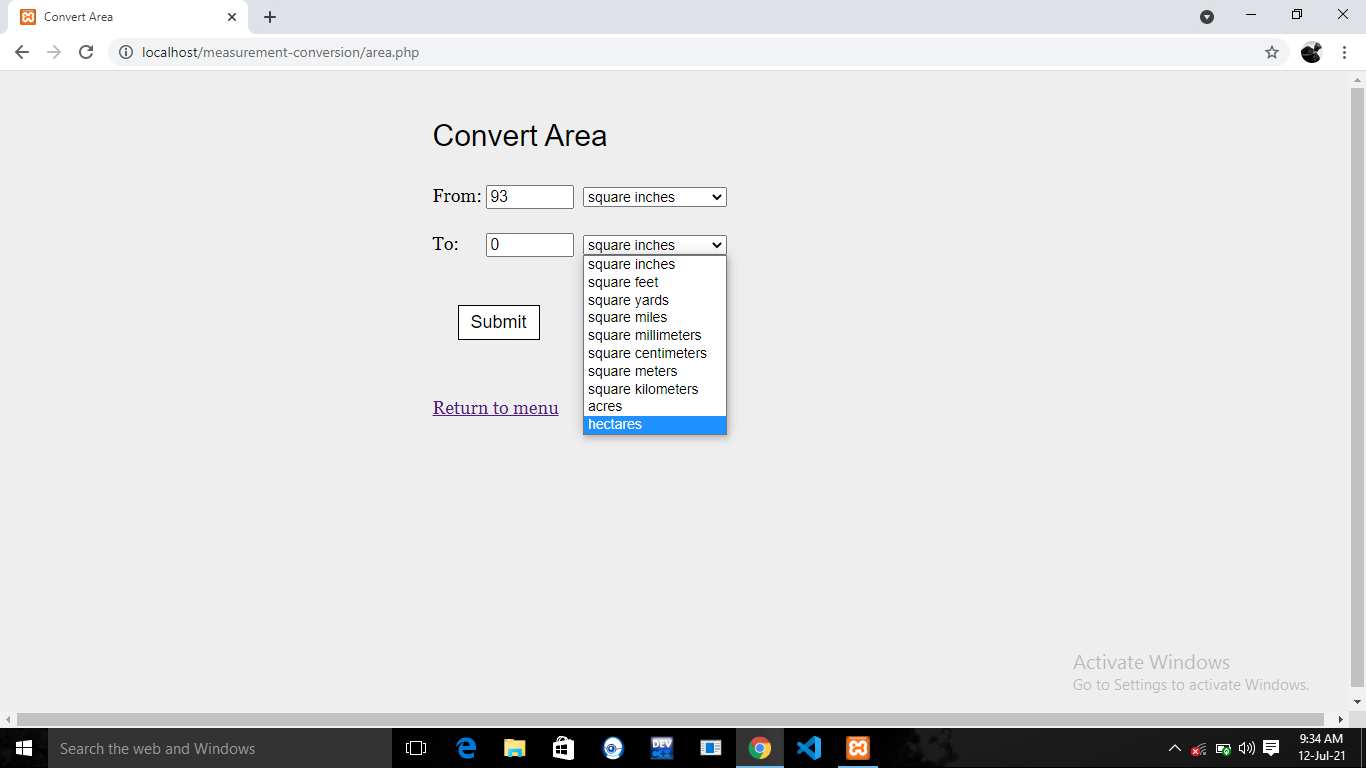 Convert Area
localhost/measurement-conversion/area.php
Convert Area
From: 93 square inches
To: 0 square inches
square inches
square feet
square yards
square miles
square millimeters
square centimeters
square meters
square kilometers
acres
hectares
Submit
Return to menu
Activate Windows
Go to Settings to activate Windows.
Search the web and Windows
DEV
9:34 AM
12-Jul-21